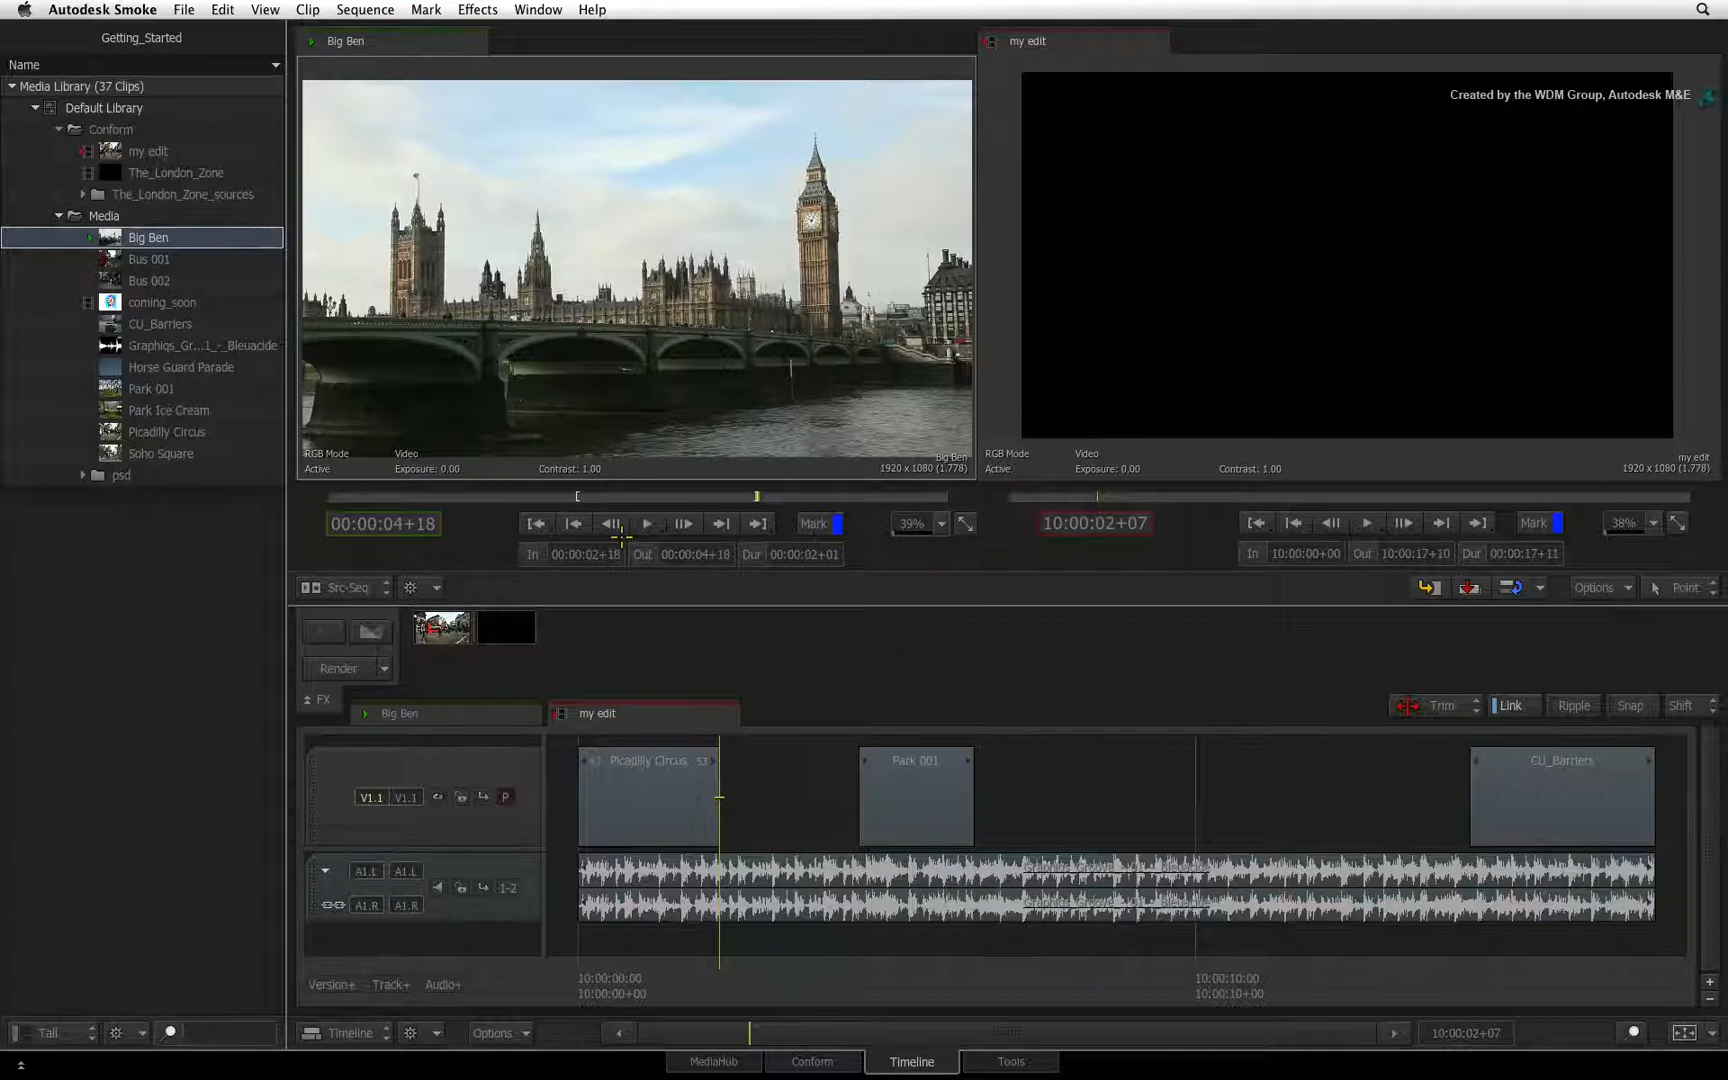 Autodesk Smoke File Edit View Clip Sequence Mark Effects Window Help
Getting_Started
Name
Media Library (37 Clips)
Default Library
Conform
my edit
The_London_Zone
The_London_Zone_sources
Media
Big Ben
Bus 001
Bus 002
coming_soon
CU_Barriers
Graphiqs_Gr...1_-_Bleuacide
Horse Guard Parade
Park 001
Park Ice Cream
Picadilly Circus
Soho Square
psd
Big Ben
my edit
Created by the WDM Group, Autodesk M&E
RGB Mode Video Big Ben
Active Exposure: 0.00 Contrast: 1.00 1920 x 1080 (1.778)
RGB Mode Video my edit
Active Exposure: 0.00 Contrast: 1.00 1920 x 1080 (1.778)
00:00:04+18 Mark 39%
In 00:00:02+18 Out 00:00:04+18 Dur 00:00:02+01
10:00:02+07 Mark 38%
In 10:00:00+00 Out 10:00:17+10 Dur 00:00:17+11
Src-Seq Options Point
Render
FX
Big Ben my edit Trim Link Ripple Snap Shift
Picadilly Circus 53 Park 001 CU_Barriers
V1.1 V1.1 P
A1.L A1.L
1-2
A1.R A1.R
Version+ Track+ Audio+
10:00:00:00 10:00:10:00
10:00:00+00 10:00:10+00
Tall Timeline Options 10:00:02+07
MediaHub Conform Timeline Tools